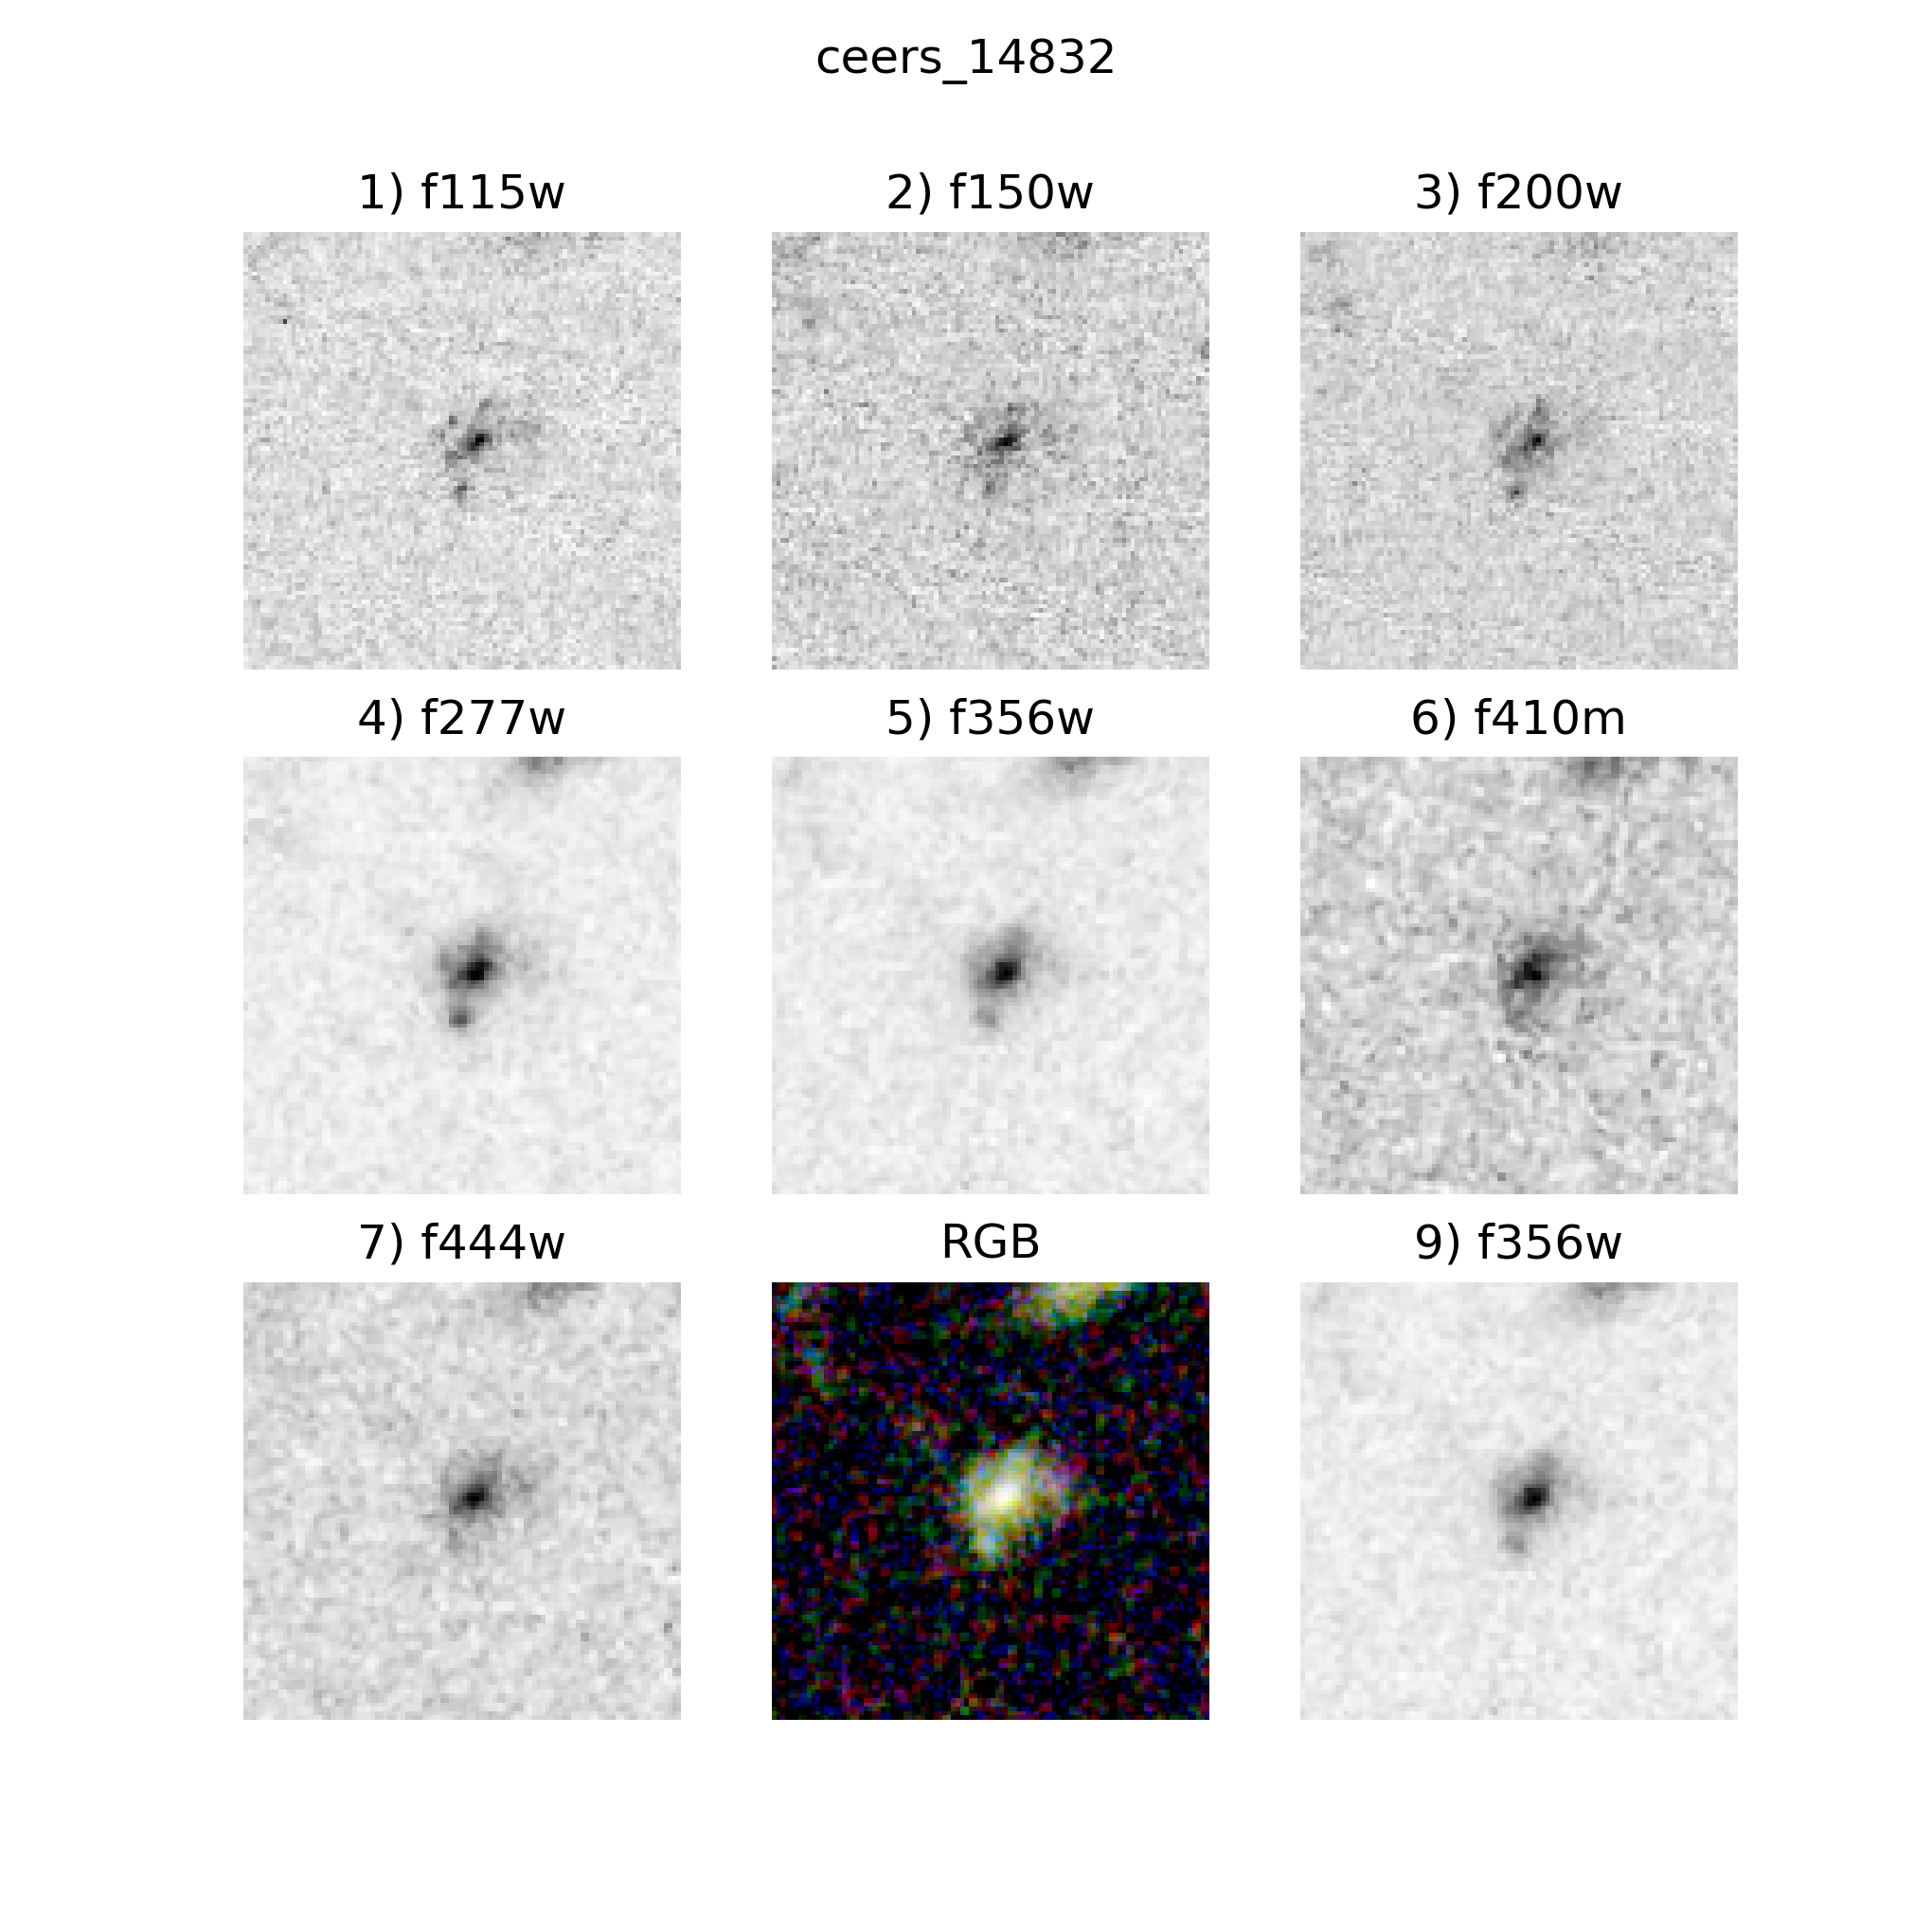 ceers_14832
1) f115w
2) f150w
3) f200w
4) f277w
5) f356w
6) f410m
7) f444w
RGB
9) f356w